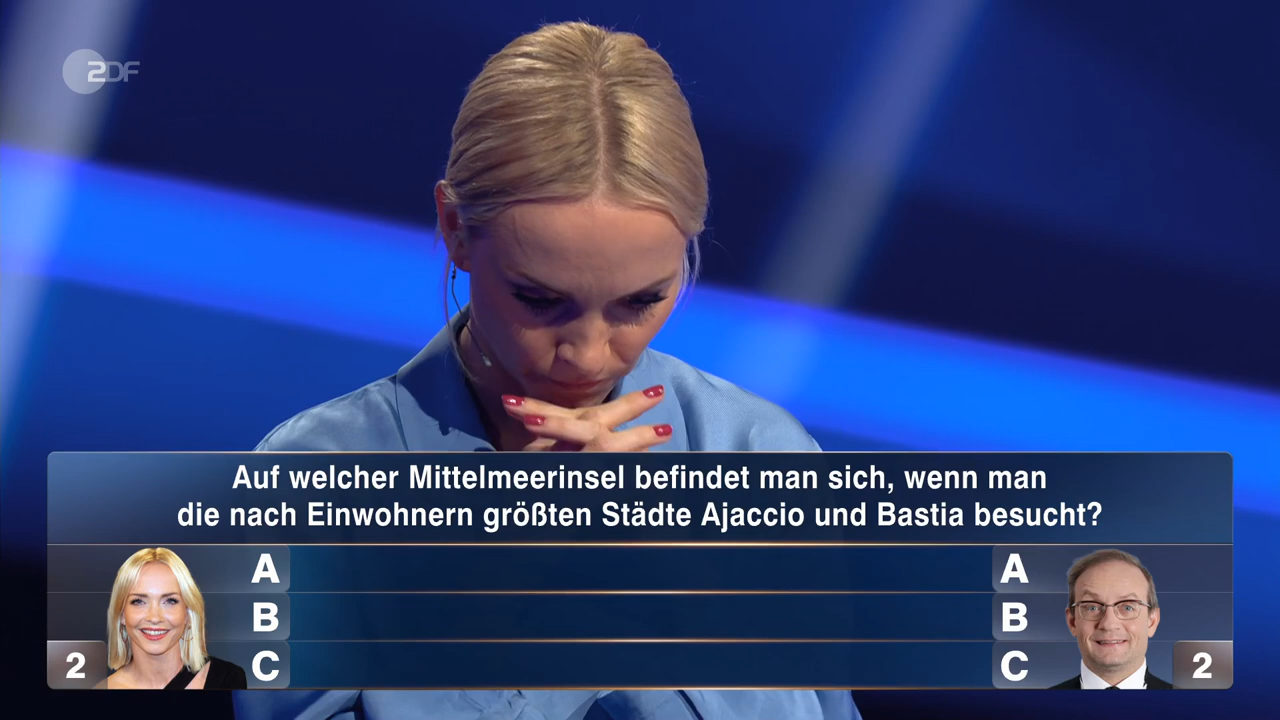 ZDF
Auf welcher Mittelmeerinsel befindet man sich, wenn man
die nach Einwohnern größten Städte Ajaccio und Bastia besucht?
A
A
B
B
2
C
C
2